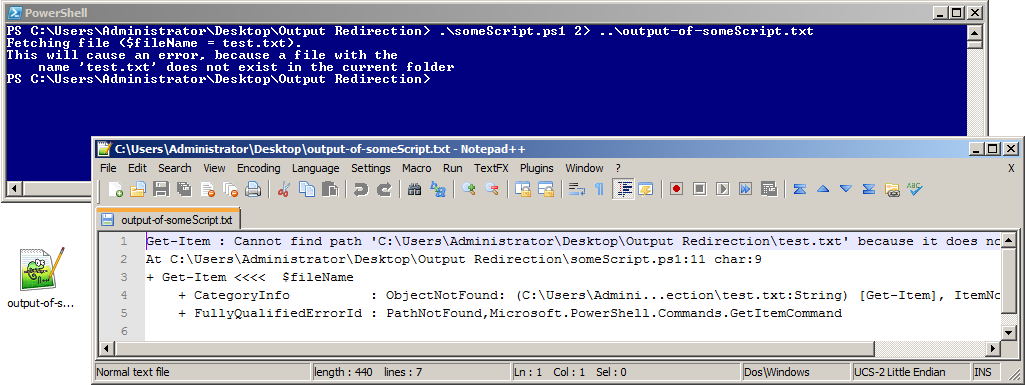 PowerShell
PS C:\Users\Administrator\Desktop\Output Redirection> .\someScript.ps1 2> ..\output-of-someScript.txt
Fetching file ($fileName = test.txt).
This will cause an error, because a file with the
    name 'test.txt' does not exist in the current folder
PS C:\Users\Administrator\Desktop\Output Redirection>
C:\Users\Administrator\Desktop\output-of-someScript.txt - Notepad++
File Edit Search View Encoding Language Settings Macro Run TextFX Plugins Window ? X
output-of-someScript.txt
1 Get-Item : Cannot find path 'C:\Users\Administrator\Desktop\Output Redirection\test.txt' because it does no
2 At C:\Users\Administrator\Desktop\Output Redirection\someScript.ps1:11 char:9
3 + Get-Item <<<<  $fileName
4     + CategoryInfo          : ObjectNotFound: (C:\Users\Admini...ection\test.txt:String) [Get-Item], ItemNo
5     + FullyQualifiedErrorId : PathNotFound,Microsoft.PowerShell.Commands.GetItemCommand
6
output-of-s...
Normal text file length : 440 lines : 7 Ln : 1 Col : 1 Sel : 0 Dos\Windows UCS-2 Little Endian INS